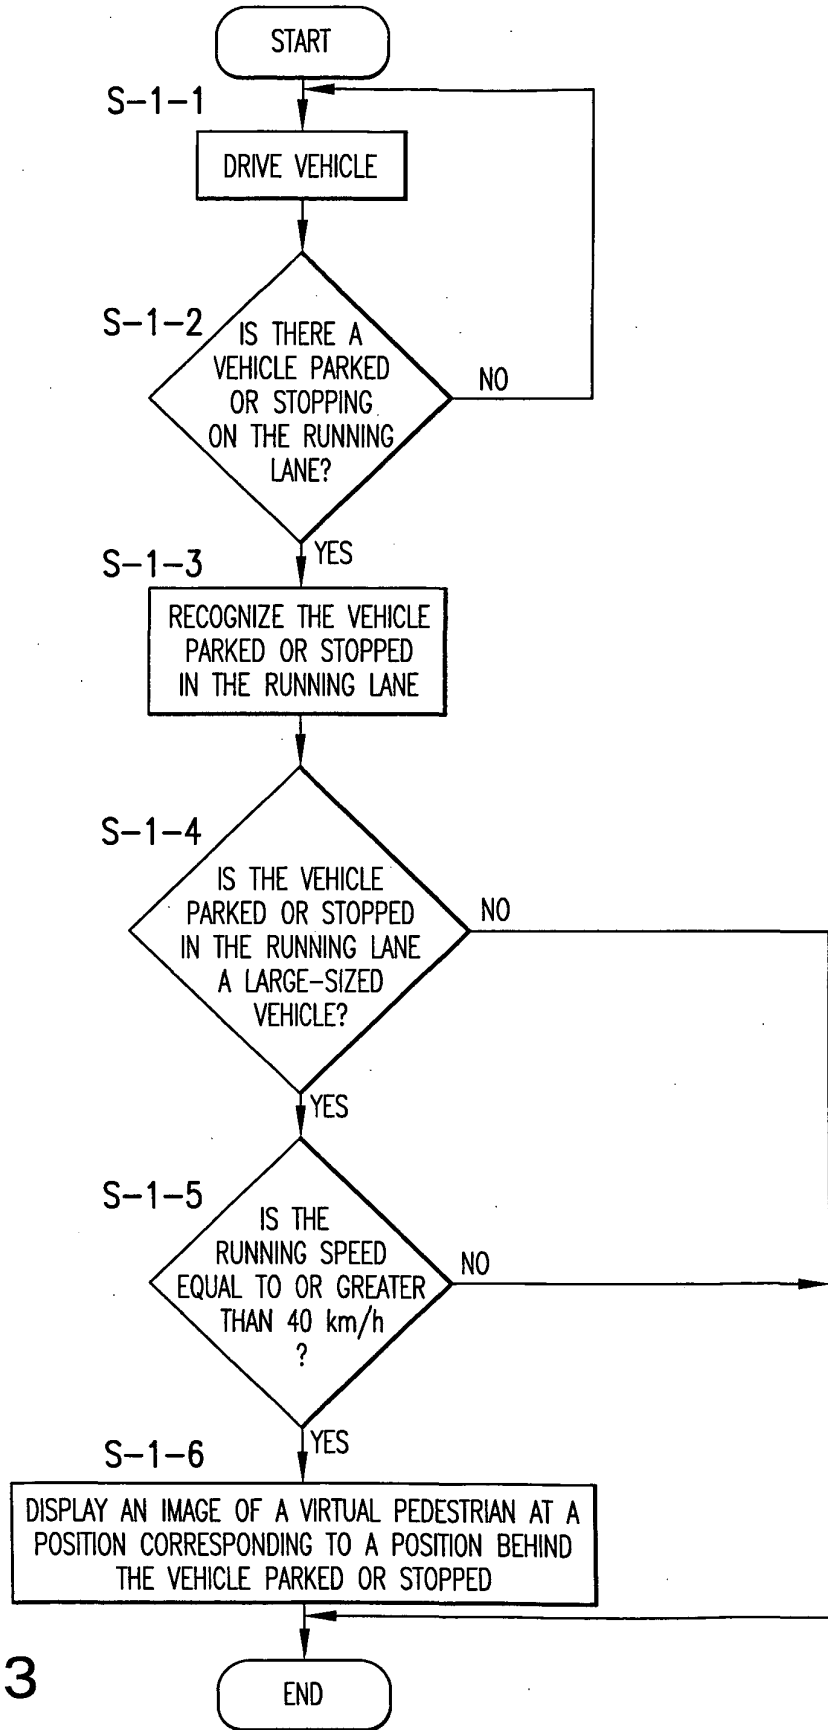 START
S-1-1
DRIVE VEHICLE
S-1-2
IS THERE A
VEHICLE PARKED
OR STOPPING
ON THE RUNNING
LANE?
NO
YES
S-1-3
RECOGNIZE THE VEHICLE
PARKED OR STOPPED
IN THE RUNNING LANE
S-1-4
IS THE VEHICLE
PARKED OR STOPPED
IN THE RUNNING LANE
A LARGE-SIZED
VEHICLE?
NO
YES
S-1-5
IS THE
RUNNING SPEED
EQUAL TO OR GREATER
THAN 40 km/h
?
NO
YES
S-1-6
DISPLAY AN IMAGE OF A VIRTUAL PEDESTRIAN AT A
POSITION CORRESPONDING TO A POSITION BEHIND
THE VEHICLE PARKED OR STOPPED
3
END